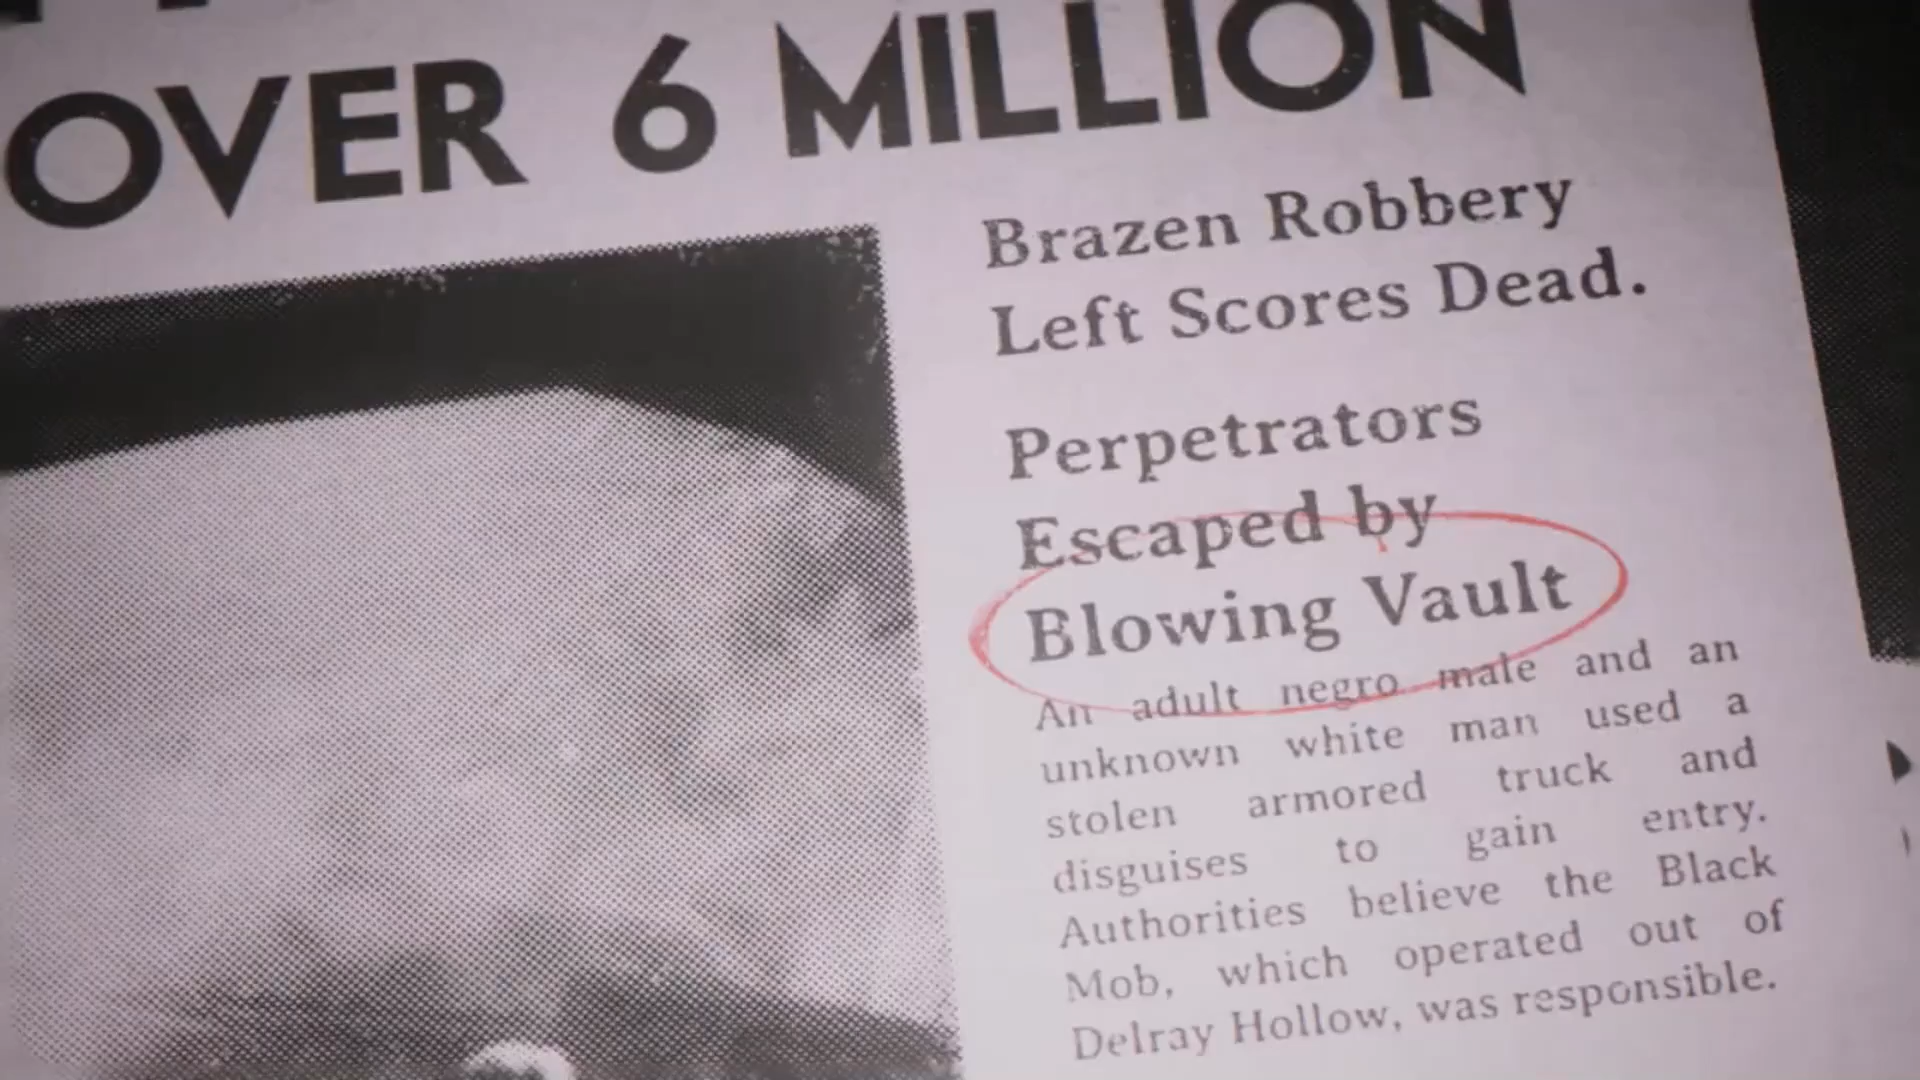 OVER 6 MILLION
Brazen Robbery
Left Scores Dead.
Perpetrators
Escaped by
Blowing Vault
An adult negro male and an
unknown white man used a
stolen armored truck and
disguises to gain entry.
Authorities believe the Black
Mob, which operated out of
Delray Hollow, was responsible.